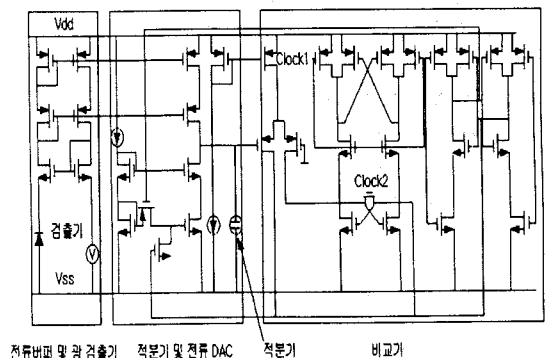 Vdd
Clock1
Clock2
검출기
V
Vss
전류버퍼 및 광 검출기
적분기 및 전류 DAC
적분기
비교기